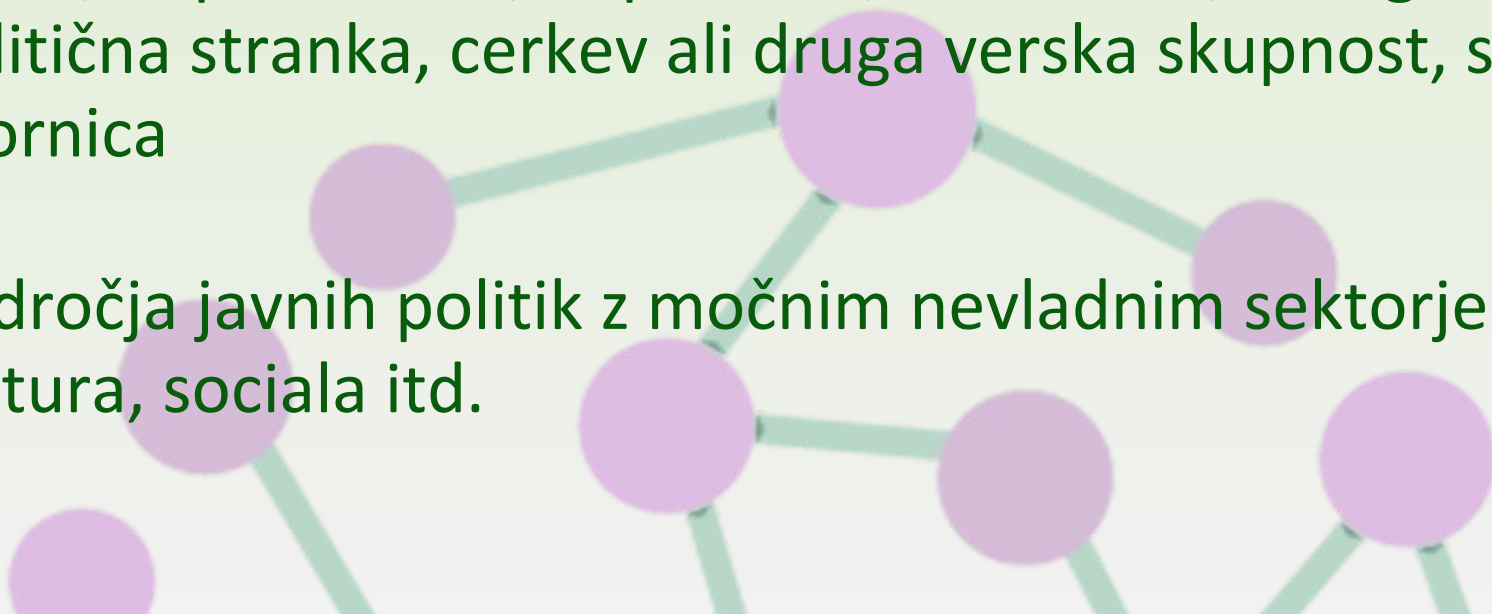 litična stranka, cerkev ali druga verska skupnost, s
ornica
dročja javnih politik z močnim nevladnim sektorje
tura, sociala itd.